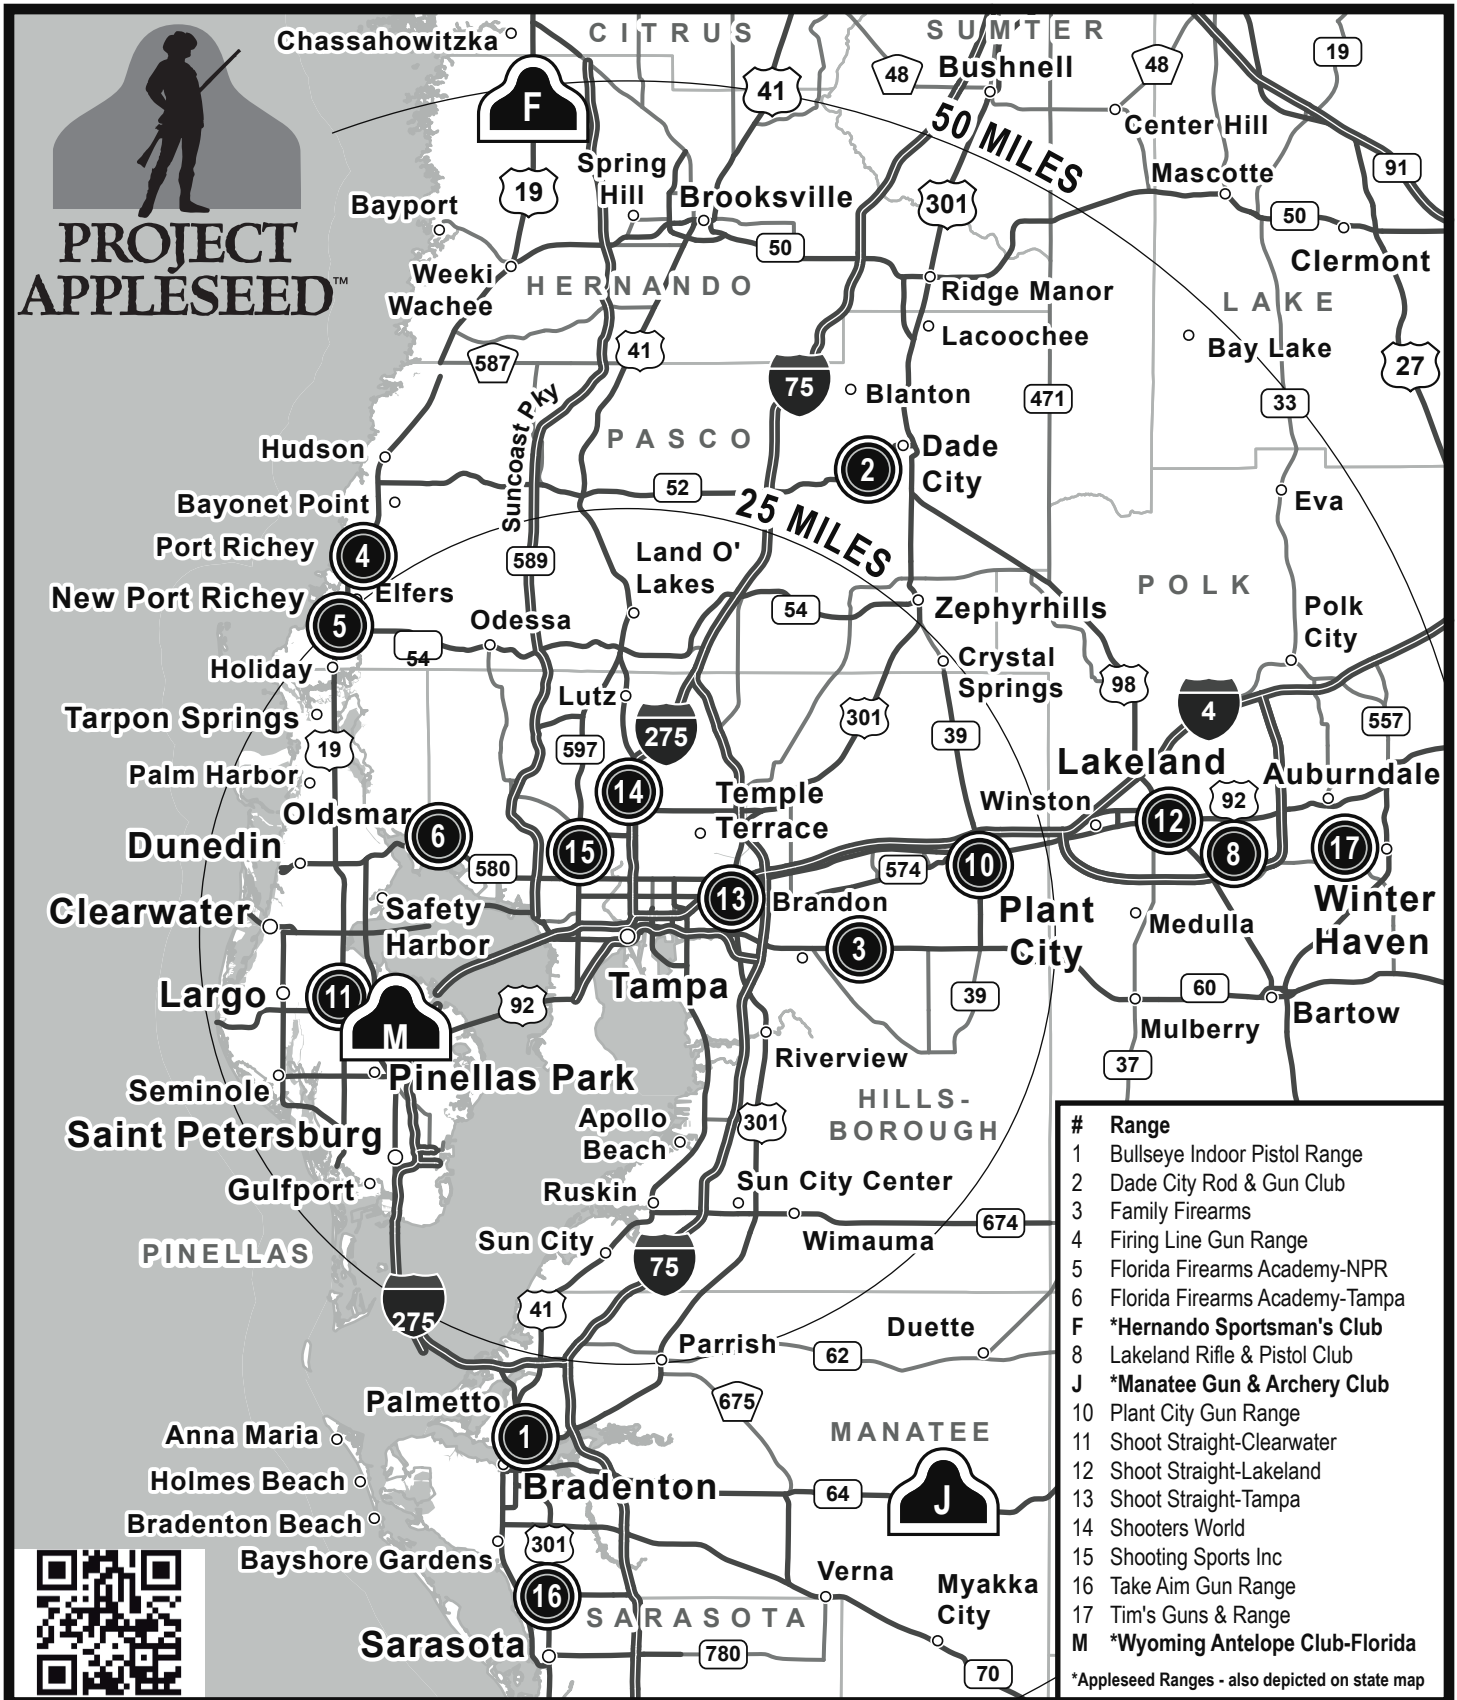 PROJECT
APPLESEED™
CITRUS
SUMTER
Chassahowitzka
F
41
48
Bushnell
48
19
50 MILES
Center Hill
Mascotte
91
Spring
Hill
19
Brooksville
301
50
Bayport
50
Clermont
Weeki
Wachee
HERNANDO
Ridge Manor
LAKE
Lacoochee
Bay Lake
587
41
27
75
Blanton
471
33
Suncoast Pky
PASCO
Hudson
2
Dade
City
52
Bayonet Point
25 MILES
Eva
Port Richey
4
589
Land O'
Lakes
New Port Richey
Elfers
5
Odessa
54
Zephyrhills
POLK
Polk
City
54
Holiday
Crystal
Springs
Lutz
98
4
Tarpon Springs
19
597
275
301
39
557
Palm Harbor
14
Temple
Terrace
Winston
Lakeland
92
Auburndale
Oldsmar
6
15
12
8
17
Dunedin
580
574
10
13
Brandon
Plant
City
Winter
Haven
Clearwater
Safety
Harbor
3
Medulla
Largo
11
M
92
Tampa
39
60
Mulberry
Bartow
Riverview
37
Seminole
Pinellas Park
Apollo
Beach
301
HILLS-
BOROUGH
Saint Petersburg
Gulfport
Ruskin
Sun City Center
674
Sun City
Wimauma
PINELLAS
75
275
41
Parrish
62
Duette
Palmetto
675
Anna Maria
1
MANATEE
Holmes Beach
Bradenton
64
J
Bradenton Beach
Bayshore Gardens
301
Verna
Myakka
City
16
SARASOTA
Sarasota
780
70
# Range
1 Bullseye Indoor Pistol Range
2 Dade City Rod & Gun Club
3 Family Firearms
4 Firing Line Gun Range
5 Florida Firearms Academy-NPR
6 Florida Firearms Academy-Tampa
F *Hernando Sportsman's Club
8 Lakeland Rifle & Pistol Club
J *Manatee Gun & Archery Club
10 Plant City Gun Range
11 Shoot Straight-Clearwater
12 Shoot Straight-Lakeland
13 Shoot Straight-Tampa
14 Shooters World
15 Shooting Sports Inc
16 Take Aim Gun Range
17 Tim's Guns & Range
M *Wyoming Antelope Club-Florida
*Appleseed Ranges - also depicted on state map